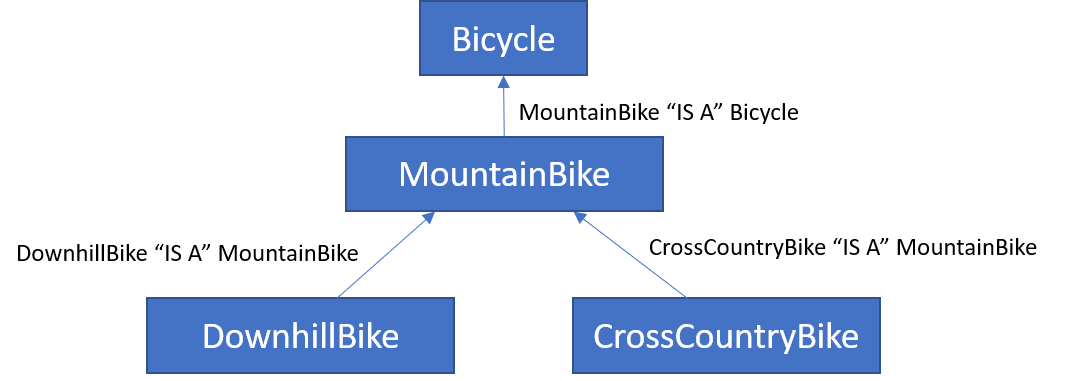 Bicycle
MountainBike “IS A” Bicycle
MountainBike
DownhillBike “IS A” MountainBike
CrossCountryBike “IS A” MountainBike
DownhillBike
CrossCountryBike